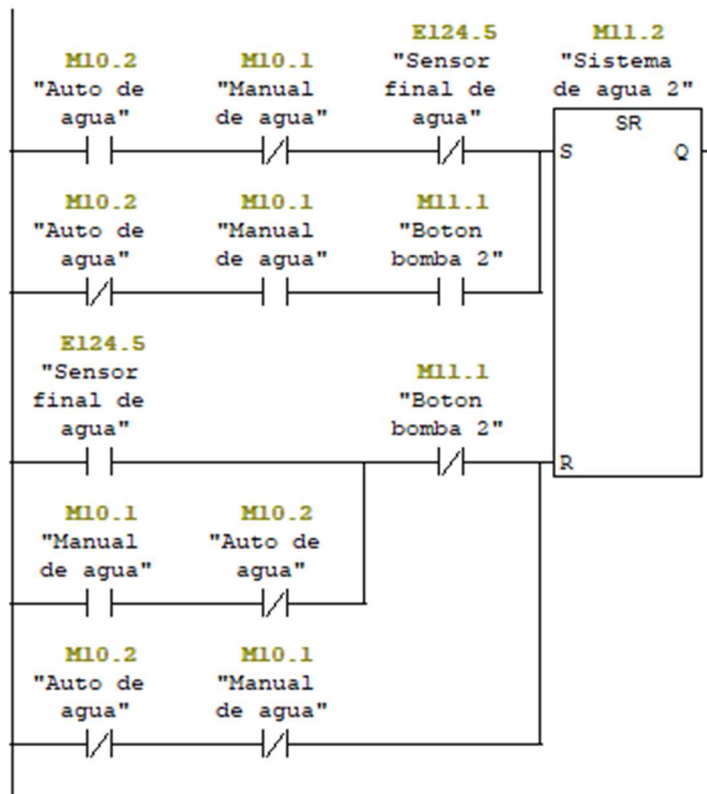 E124.5 M11.2
M10.2 M10.1 "Sensor "Sistema
"Auto de "Manual final de de agua 2"
agua" de agua" agua" SR
S Q
M10.2 M10.1 M11.1
"Auto de "Manual "Boton
agua" de agua" bomba 2"
E124.5
"Sensor M11.1
final de "Boton
agua" bomba 2"
R
M10.1 M10.2
"Manual "Auto de
de agua" agua"
M10.2 M10.1
"Auto de "Manual
agua" de agua"